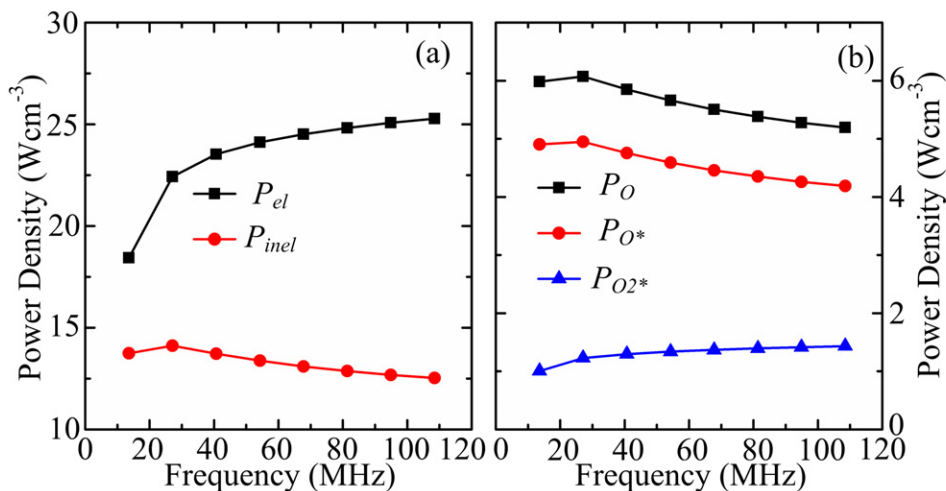 (a)
Power Density (Wcm⁻³)
30
25
20
15
10
P_el
P_inel
0 20 40 60 80 100 120
Frequency (MHz)
(b)
P_O
P_O*
P_O2*
6
4
2
0
Power Density (Wcm⁻³)
0 20 40 60 80 100 120
Frequency (MHz)